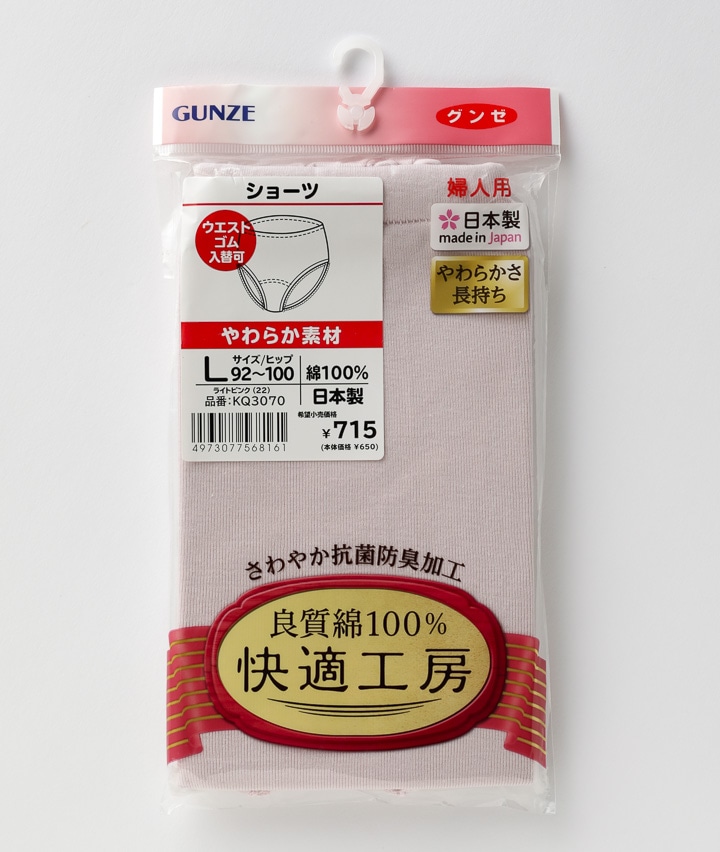 GUNZE
グンゼ
婦人用
日本製
made in Japan
やわらかさ
長持ち
ショーツ
ウエスト
ゴム
入替可
やわらか素材
L サイズ/ヒップ
92〜100
綿100%
ライトピンク (22)
品番:KQ3070
日本製
希望小売価格
¥715
(本体価格 ¥650)
4973077568161
さわやか抗菌防臭加工
良質綿100%
快適工房